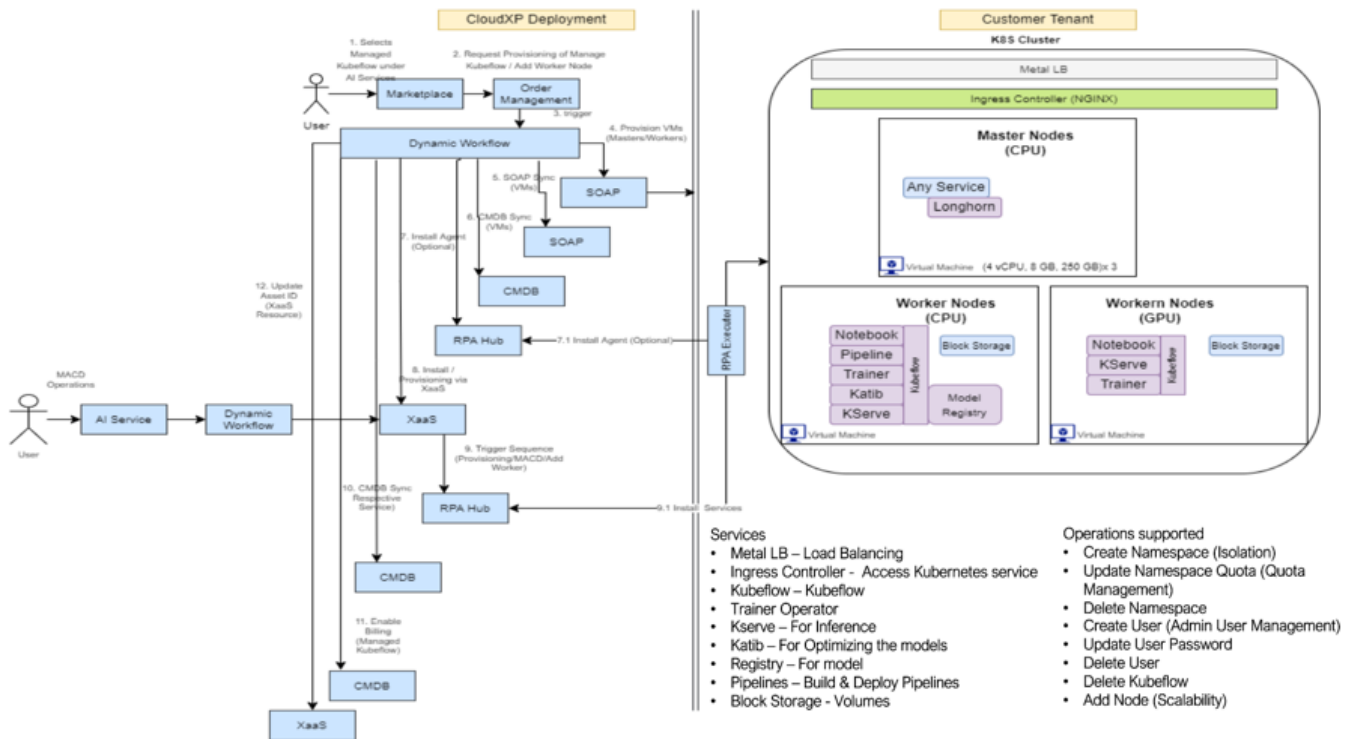 CloudXP Deployment
Customer Tenant
K8S Cluster
1. Selects
Managed
Kubeflow under
AI Services
2. Request Provisioning of Manage
Kubeflow / Add Worker Node
User
Marketplace
Order
Management
3. trigger
Dynamic Workflow
4. Provision VMs
(Masters/Workers)
SOAP
5. SOAP Sync
(VMs)
SOAP
6. CMDB Sync
(VMs)
CMDB
7. Install Agent
(Optional)
RPA Hub
7.1 Install Agent (Optional)
RPA Executer
12. Update
Asset ID
(XaaS
Resource)
8. Install /
Provisioning via
XaaS
MACD
Operations
User
AI Service
Dynamic
Workflow
XaaS
9. Trigger Sequence
(Provisioning/MACD/Add
Worker)
RPA Hub
9.1 Install Services
10. CMDB Sync
Respective
Service)
CMDB
11. Enable
Billing
(Managed
Kubeflow)
CMDB
XaaS
Metal LB
Ingress Controller (NGINX)
Master Nodes
(CPU)
Any Service
Longhorn
Virtual Machine
(4 vCPU, 8 GB, 250 GB)x 3
Worker Nodes
(CPU)
Notebook
Pipeline
Trainer
Katib
KServe
Kubeflow
Block Storage
Model
Registry
Virtual Machine
Workern Nodes
(GPU)
Notebook
KServe
Trainer
Kubeflow
Block Storage
Virtual Machine
Services
• Metal LB – Load Balancing
• Ingress Controller - Access Kubernetes service
• Kubeflow – Kubeflow
• Trainer Operator
• Kserve – For Inference
• Katib – For Optimizing the models
• Registry – For model
• Pipelines – Build & Deploy Pipelines
• Block Storage - Volumes
Operations supported
• Create Namespace (Isolation)
• Update Namespace Quota (Quota
Management)
• Delete Namespace
• Create User (Admin User Management)
• Update User Password
• Delete User
• Delete Kubeflow
• Add Node (Scalability)